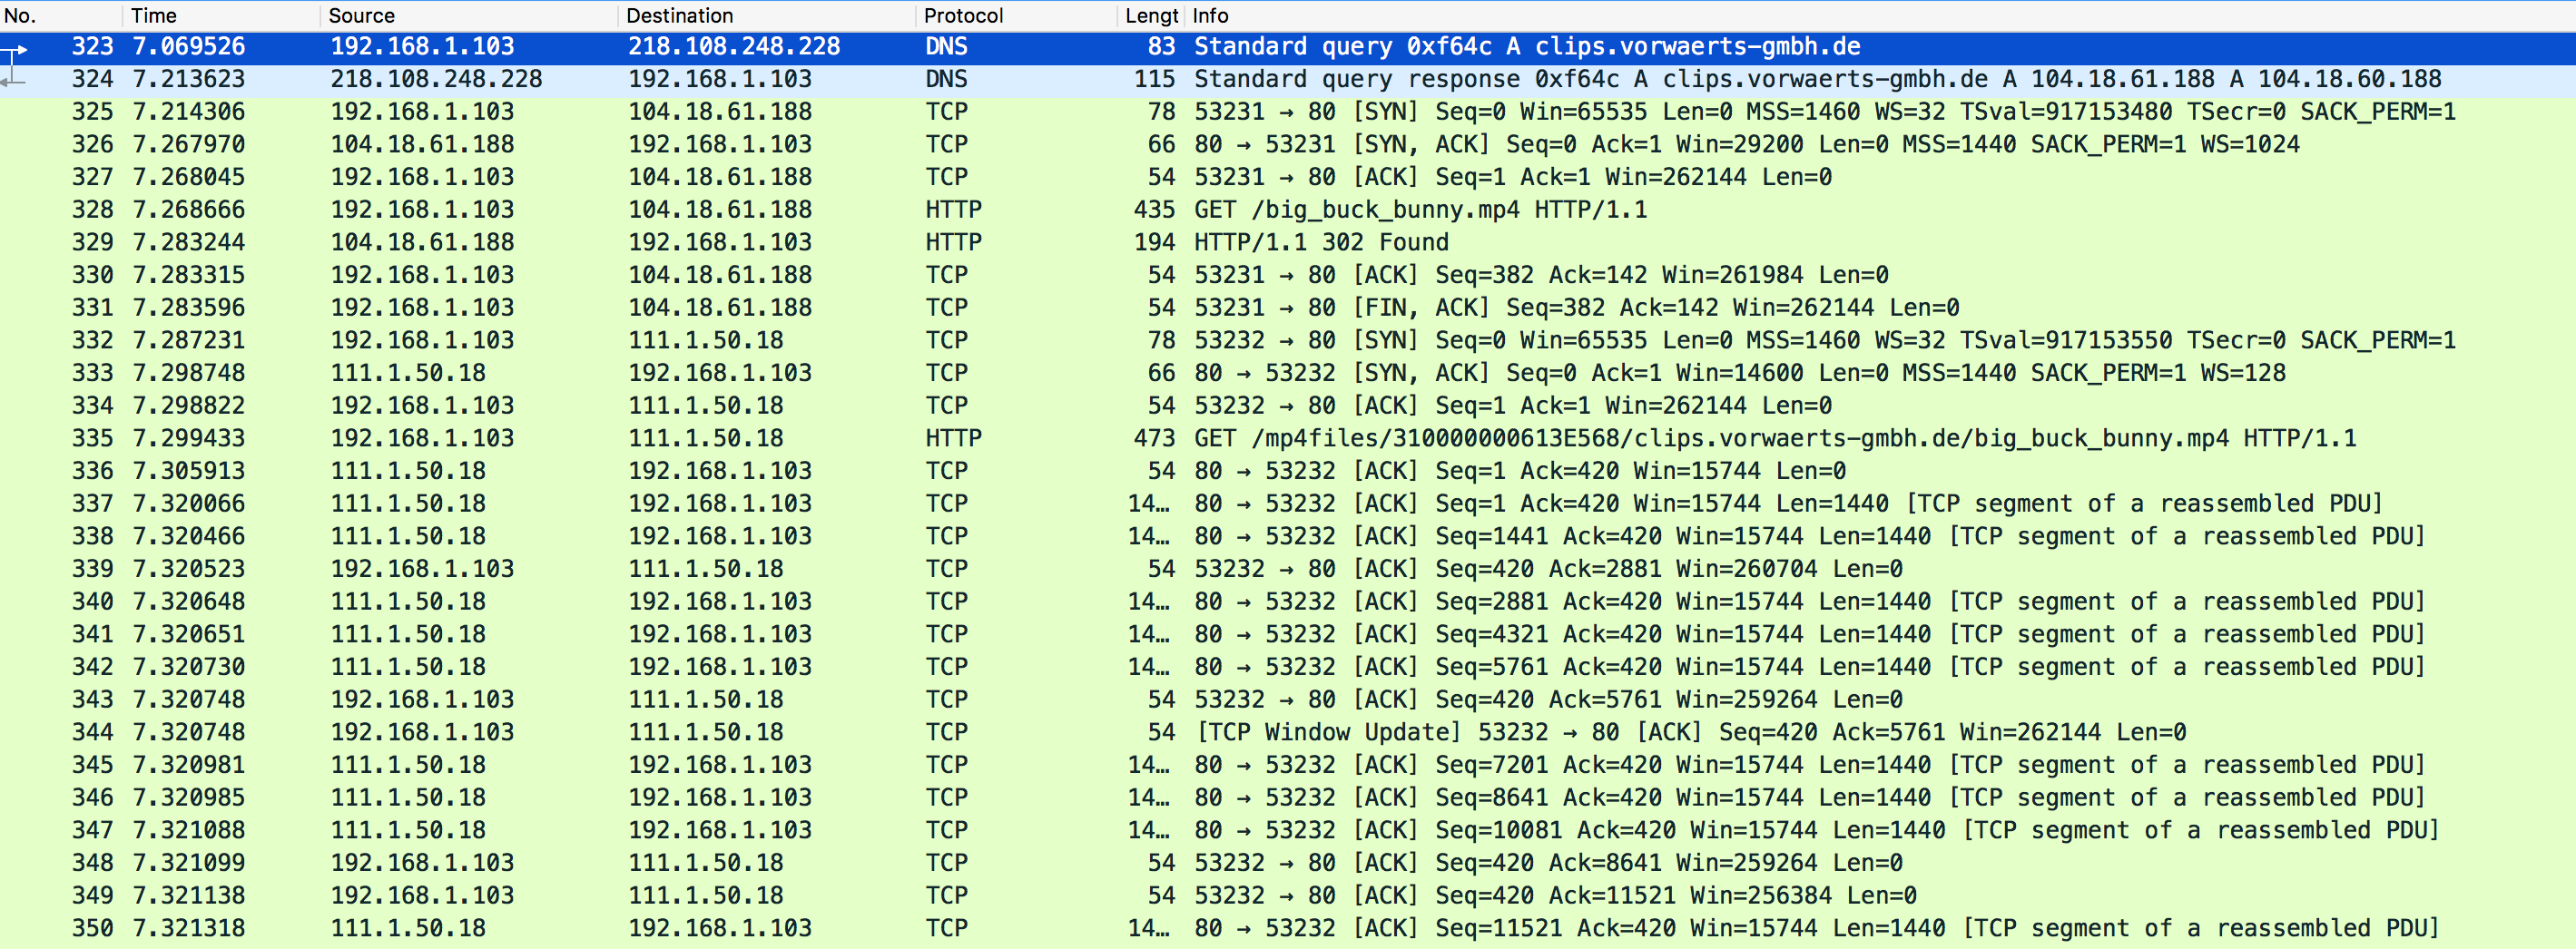 No. Time Source Destination Protocol Lengt Info
323 7.069526 192.168.1.103 218.108.248.228 DNS 83 Standard query 0xf64c A clips.vorwaerts-gmbh.de
324 7.213623 218.108.248.228 192.168.1.103 DNS 115 Standard query response 0xf64c A clips.vorwaerts-gmbh.de A 104.18.61.188 A 104.18.60.188
325 7.214306 192.168.1.103 104.18.61.188 TCP 78 53231 → 80 [SYN] Seq=0 Win=65535 Len=0 MSS=1460 WS=32 TSval=917153480 TSecr=0 SACK_PERM=1
326 7.267970 104.18.61.188 192.168.1.103 TCP 66 80 → 53231 [SYN, ACK] Seq=0 Ack=1 Win=29200 Len=0 MSS=1440 SACK_PERM=1 WS=1024
327 7.268045 192.168.1.103 104.18.61.188 TCP 54 53231 → 80 [ACK] Seq=1 Ack=1 Win=262144 Len=0
328 7.268666 192.168.1.103 104.18.61.188 HTTP 435 GET /big_buck_bunny.mp4 HTTP/1.1
329 7.283244 104.18.61.188 192.168.1.103 HTTP 194 HTTP/1.1 302 Found
330 7.283315 192.168.1.103 104.18.61.188 TCP 54 53231 → 80 [ACK] Seq=382 Ack=142 Win=261984 Len=0
331 7.283596 192.168.1.103 104.18.61.188 TCP 54 53231 → 80 [FIN, ACK] Seq=382 Ack=142 Win=262144 Len=0
332 7.287231 192.168.1.103 111.1.50.18 TCP 78 53232 → 80 [SYN] Seq=0 Win=65535 Len=0 MSS=1460 WS=32 TSval=917153550 TSecr=0 SACK_PERM=1
333 7.298748 111.1.50.18 192.168.1.103 TCP 66 80 → 53232 [SYN, ACK] Seq=0 Ack=1 Win=14600 Len=0 MSS=1440 SACK_PERM=1 WS=128
334 7.298822 192.168.1.103 111.1.50.18 TCP 54 53232 → 80 [ACK] Seq=1 Ack=1 Win=262144 Len=0
335 7.299433 192.168.1.103 111.1.50.18 HTTP 473 GET /mp4files/310000000613E568/clips.vorwaerts-gmbh.de/big_buck_bunny.mp4 HTTP/1.1
336 7.305913 111.1.50.18 192.168.1.103 TCP 54 80 → 53232 [ACK] Seq=1 Ack=420 Win=15744 Len=0
337 7.320066 111.1.50.18 192.168.1.103 TCP 14… 80 → 53232 [ACK] Seq=1 Ack=420 Win=15744 Len=1440 [TCP segment of a reassembled PDU]
338 7.320466 111.1.50.18 192.168.1.103 TCP 14… 80 → 53232 [ACK] Seq=1441 Ack=420 Win=15744 Len=1440 [TCP segment of a reassembled PDU]
339 7.320523 192.168.1.103 111.1.50.18 TCP 54 53232 → 80 [ACK] Seq=420 Ack=2881 Win=260704 Len=0
340 7.320648 111.1.50.18 192.168.1.103 TCP 14… 80 → 53232 [ACK] Seq=2881 Ack=420 Win=15744 Len=1440 [TCP segment of a reassembled PDU]
341 7.320651 111.1.50.18 192.168.1.103 TCP 14… 80 → 53232 [ACK] Seq=4321 Ack=420 Win=15744 Len=1440 [TCP segment of a reassembled PDU]
342 7.320730 111.1.50.18 192.168.1.103 TCP 14… 80 → 53232 [ACK] Seq=5761 Ack=420 Win=15744 Len=1440 [TCP segment of a reassembled PDU]
343 7.320748 192.168.1.103 111.1.50.18 TCP 54 53232 → 80 [ACK] Seq=420 Ack=5761 Win=259264 Len=0
344 7.320748 192.168.1.103 111.1.50.18 TCP 54 [TCP Window Update] 53232 → 80 [ACK] Seq=420 Ack=5761 Win=262144 Len=0
345 7.320981 111.1.50.18 192.168.1.103 TCP 14… 80 → 53232 [ACK] Seq=7201 Ack=420 Win=15744 Len=1440 [TCP segment of a reassembled PDU]
346 7.320985 111.1.50.18 192.168.1.103 TCP 14… 80 → 53232 [ACK] Seq=8641 Ack=420 Win=15744 Len=1440 [TCP segment of a reassembled PDU]
347 7.321088 111.1.50.18 192.168.1.103 TCP 14… 80 → 53232 [ACK] Seq=10081 Ack=420 Win=15744 Len=1440 [TCP segment of a reassembled PDU]
348 7.321099 192.168.1.103 111.1.50.18 TCP 54 53232 → 80 [ACK] Seq=420 Ack=8641 Win=259264 Len=0
349 7.321138 192.168.1.103 111.1.50.18 TCP 54 53232 → 80 [ACK] Seq=420 Ack=11521 Win=256384 Len=0
350 7.321318 111.1.50.18 192.168.1.103 TCP 14… 80 → 53232 [ACK] Seq=11521 Ack=420 Win=15744 Len=1440 [TCP segment of a reassembled PDU]